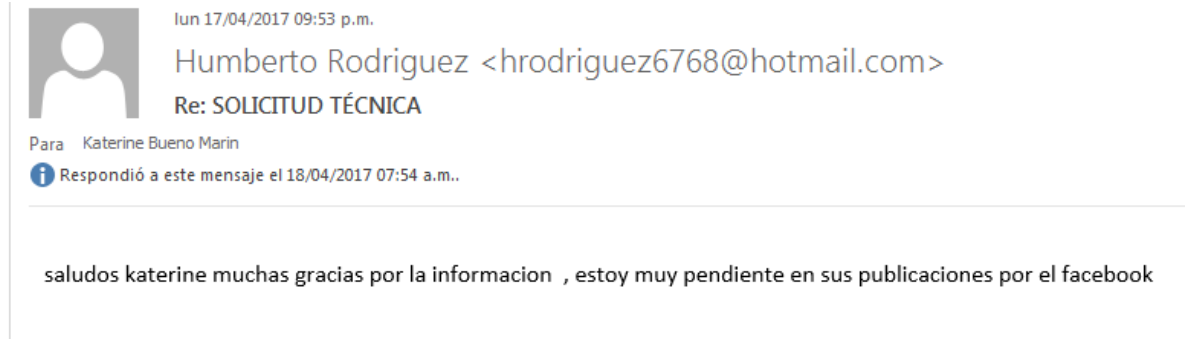 lun 17/04/2017 09:53 p.m.
Humberto Rodriguez <hrodriguez6768@hotmail.com>
Re: SOLICITUD TÉCNICA
Para Katerine Bueno Marin
i Respondió a este mensaje el 18/04/2017 07:54 a.m..
saludos katerine muchas gracias por la informacion , estoy muy pendiente en sus publicaciones por el facebook